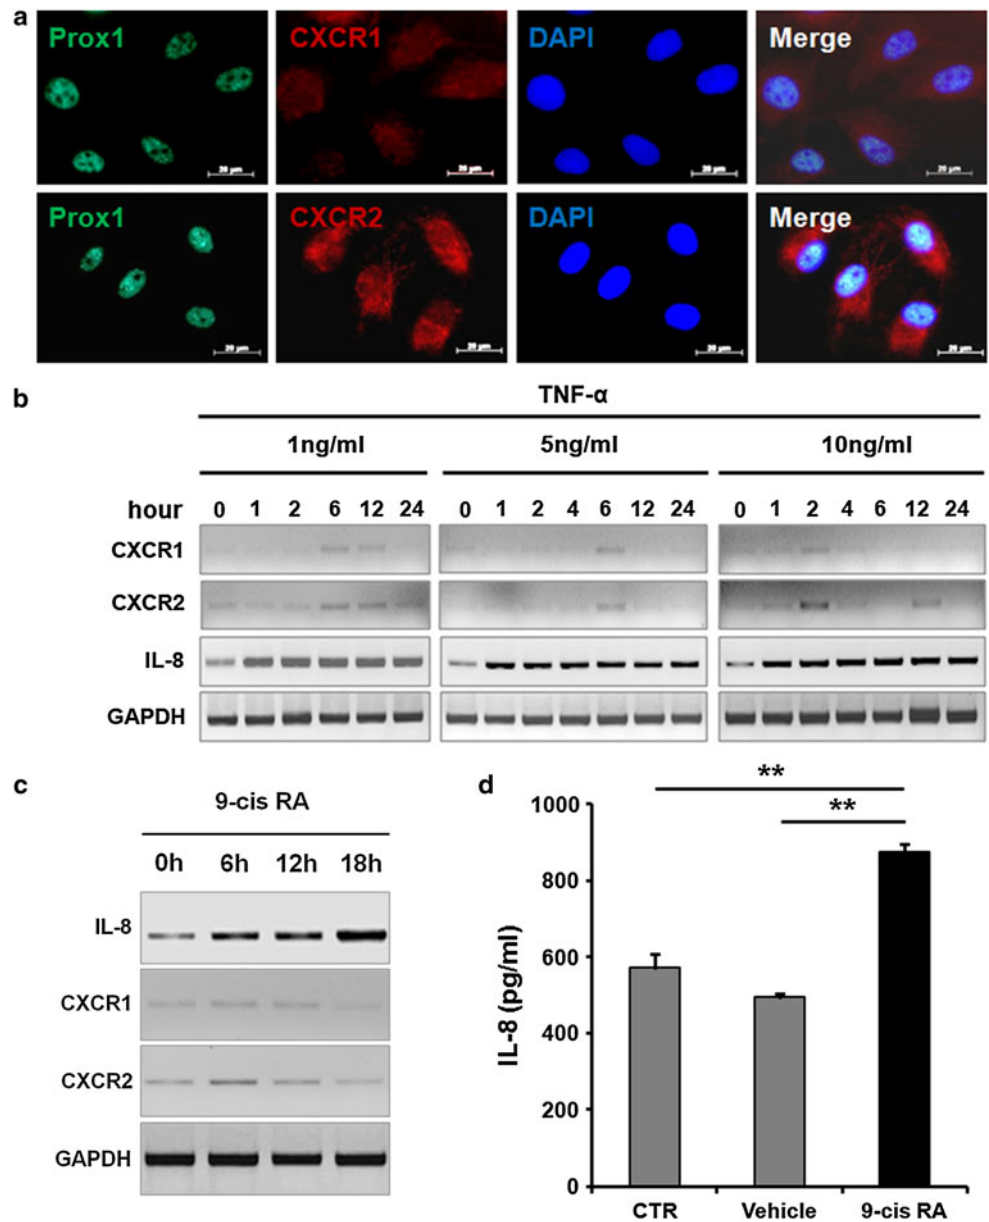 a
Prox1 CXCR1 DAPI Merge
20 μm 20 μm 20 μm 20 μm
Prox1 CXCR2 DAPI Merge
20 μm 20 μm 20 μm 20 μm
b
TNF-α
1ng/ml 5ng/ml 10ng/ml
hour 0 1 2 6 12 24 0 1 2 4 6 12 24 0 1 2 4 6 12 24
CXCR1
CXCR2
IL-8
GAPDH
c
9-cis RA
0h 6h 12h 18h
IL-8
CXCR1
CXCR2
GAPDH
d
**
**
IL-8 (pg/ml)
1000
800
600
400
200
0
CTR Vehicle 9-cis RA